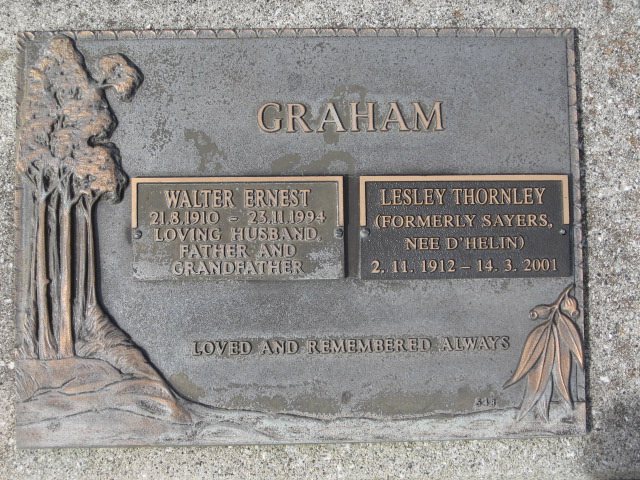 GRAHAM
WALTER ERNEST
21.8.1910 - 23.11.1994
LOVING HUSBAND,
FATHER AND
GRANDFATHER
LESLEY THORNLEY
(FORMERLY SAYERS,
NEE D'HELIN)
2. 11. 1912 - 14. 3. 2001
LOVED AND REMEMBERED ALWAYS